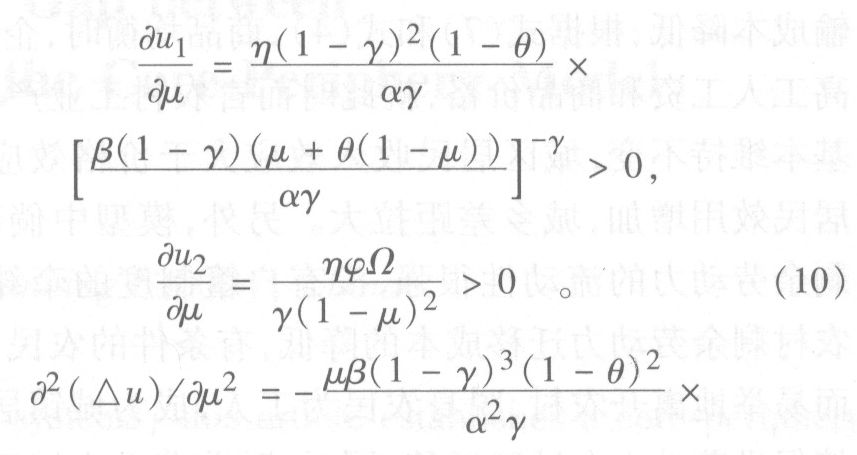 ∂u₁/∂μ = η(1 − γ)²(1 − θ)/αγ ×
[β(1 − γ)(μ + θ(1 − μ))/αγ]^−γ > 0,
∂u₂/∂μ = ηφΩ/γ(1 − μ)² > 0 。 (10)
∂²(△u)/∂μ² = − μβ(1 − γ)³(1 − θ)²/α²γ ×